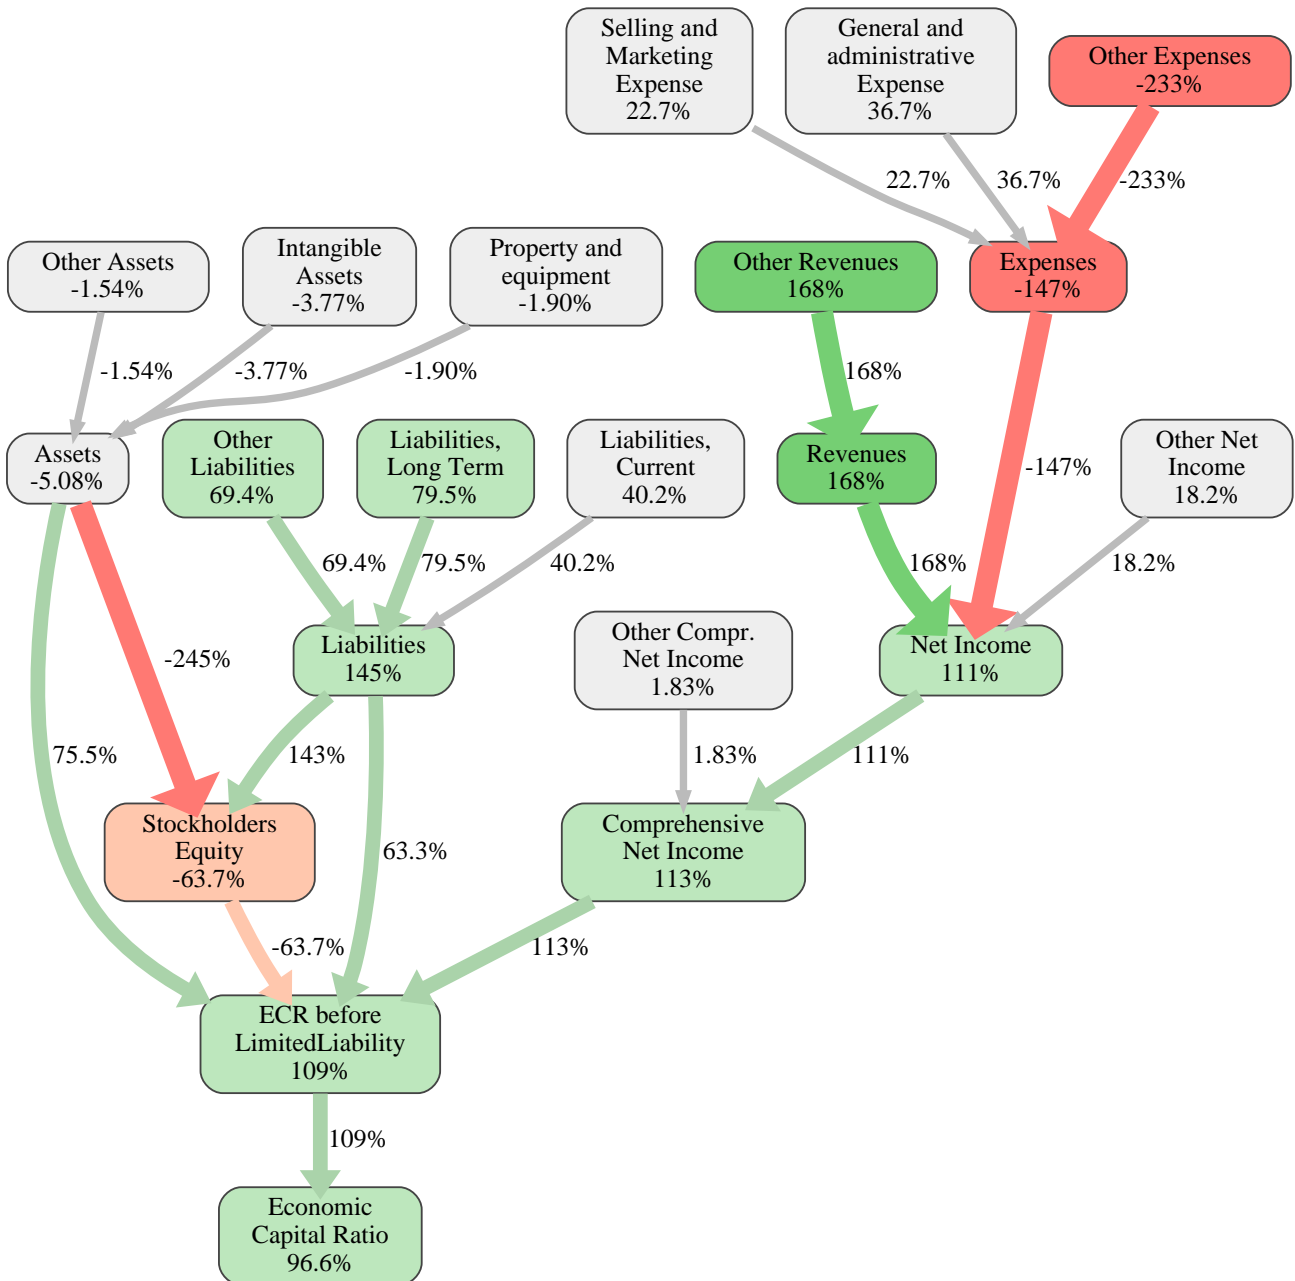 Selling and
Marketing
Expense
22.7%
General and
administrative
Expense
36.7%
Other Expenses
-233%
22.7%
36.7%
-233%
Other Assets
-1.54%
Intangible
Assets
-3.77%
Property and
equipment
-1.90%
Other Revenues
168%
Expenses
-147%
-1.54%
-3.77%
-1.90%
168%
-147%
Assets
-5.08%
Other
Liabilities
69.4%
Liabilities,
Long Term
79.5%
Liabilities,
Current
40.2%
Revenues
168%
Other Net
Income
18.2%
69.4%
79.5%
40.2%
168%
18.2%
-245%
Liabilities
145%
Other Compr.
Net Income
1.83%
Net Income
111%
75.5%
143%
1.83%
111%
Stockholders
Equity
-63.7%
63.3%
Comprehensive
Net Income
113%
-63.7%
113%
ECR before
LimitedLiability
109%
109%
Economic
Capital Ratio
96.6%